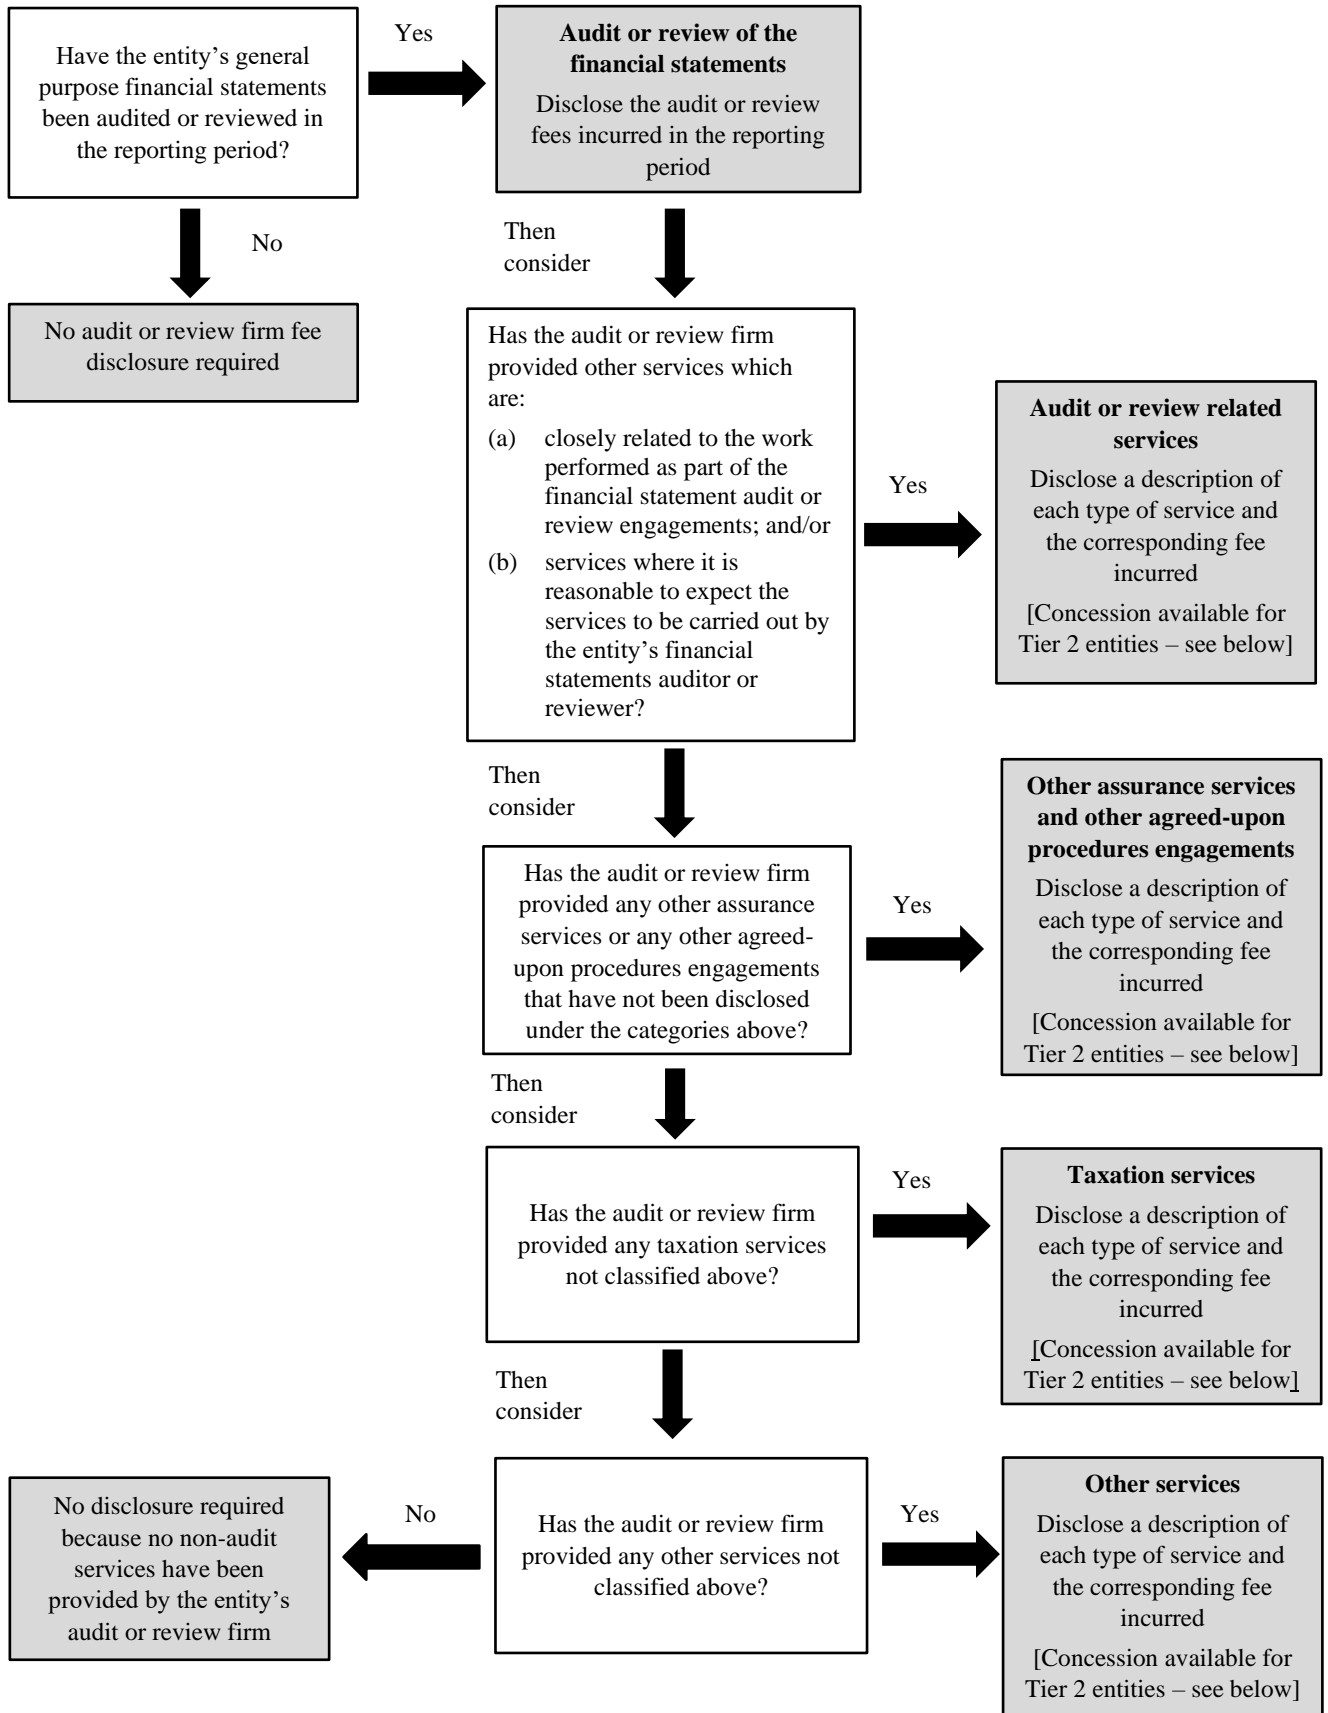 Have the entity’s general
purpose financial statements
been audited or reviewed in
the reporting period?
Yes
Audit or review of the
financial statements
Disclose the audit or review
fees incurred in the reporting
period
No
Then
consider
No audit or review firm fee
disclosure required
Has the audit or review firm
provided other services which
are:
(a) closely related to the work
performed as part of the
financial statement audit or
review engagements; and/or
(b) services where it is
reasonable to expect the
services to be carried out by
the entity’s financial
statements auditor or
reviewer?
Yes
Audit or review related
services
Disclose a description of
each type of service and
the corresponding fee
incurred
[Concession available for
Tier 2 entities – see below]
Then
consider
Has the audit or review firm
provided any other assurance
services or any other agreed-
upon procedures engagements
that have not been disclosed
under the categories above?
Yes
Other assurance services
and other agreed-upon
procedures engagements
Disclose a description of
each type of service and
the corresponding fee
incurred
[Concession available for
Tier 2 entities – see below]
Then
consider
Has the audit or review firm
provided any taxation services
not classified above?
Yes
Taxation services
Disclose a description of
each type of service and
the corresponding fee
incurred
[Concession available for
Tier 2 entities – see below]
Then
consider
Has the audit or review firm
provided any other services not
classified above?
No
No disclosure required
because no non-audit
services have been
provided by the entity’s
audit or review firm
Yes
Other services
Disclose a description of
each type of service and
the corresponding fee
incurred
[Concession available for
Tier 2 entities – see below]